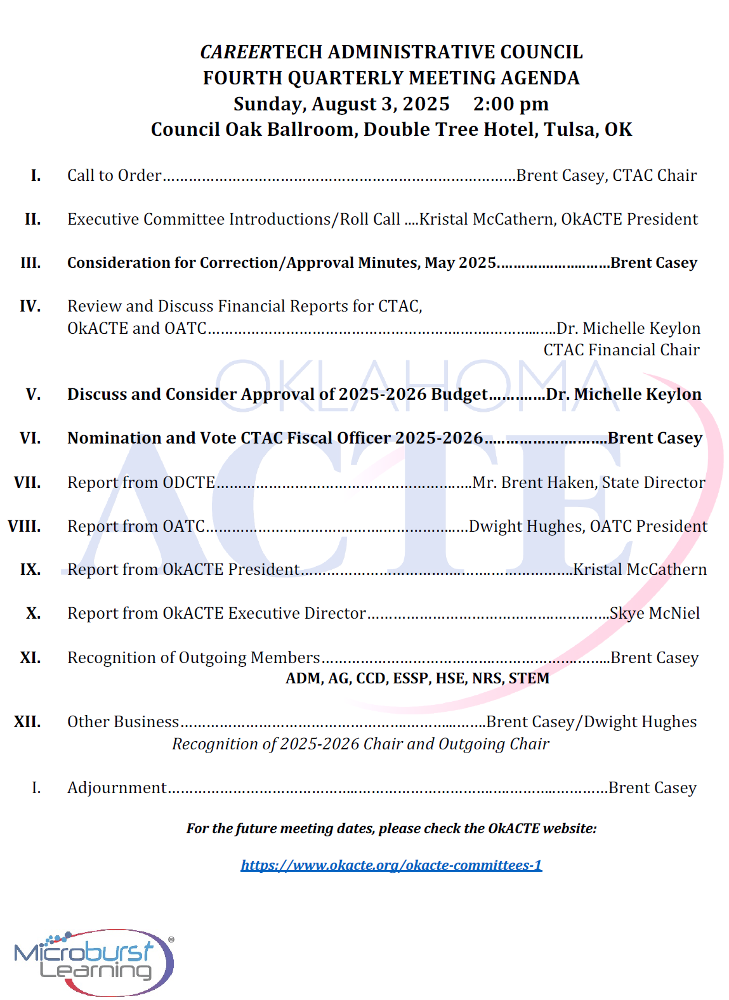 CAREERTECH ADMINISTRATIVE COUNCIL
FOURTH QUARTERLY MEETING AGENDA
Sunday, August 3, 2025 2:00 pm
Council Oak Ballroom, Double Tree Hotel, Tulsa, OK
I. Call to Order……………………………………………………………………Brent Casey, CTAC Chair
II. Executive Committee Introductions/Roll Call ....Kristal McCathern, OkACTE President
III. Consideration for Correction/Approval Minutes, May 2025……………………Brent Casey
IV. Review and Discuss Financial Reports for CTAC,
OkACTE and OATC……………………………………………………………………Dr. Michelle Keylon
CTAC Financial Chair
OKLAHOMA
V. Discuss and Consider Approval of 2025-2026 Budget…………Dr. Michelle Keylon
VI. Nomination and Vote CTAC Fiscal Officer 2025-2026……………………..Brent Casey
ACTE
VII. Report from ODCTE……………………………………………………Mr. Brent Haken, State Director
VIII. Report from OATC……………………………………………………Dwight Hughes, OATC President
IX. Report from OkACTE President………………………………………………………Kristal McCathern
X. Report from OkACTE Executive Director………………………………………………Skye McNiel
XI. Recognition of Outgoing Members………………………………………………………..Brent Casey
ADM, AG, CCD, ESSP, HSE, NRS, STEM
XII. Other Business……………………………………………………………Brent Casey/Dwight Hughes
Recognition of 2025-2026 Chair and Outgoing Chair
I. Adjournment……………………………………………………………………………………Brent Casey
For the future meeting dates, please check the OkACTE website:
https://www.okacte.org/okacte-committees-1
Microburst ®
Learning